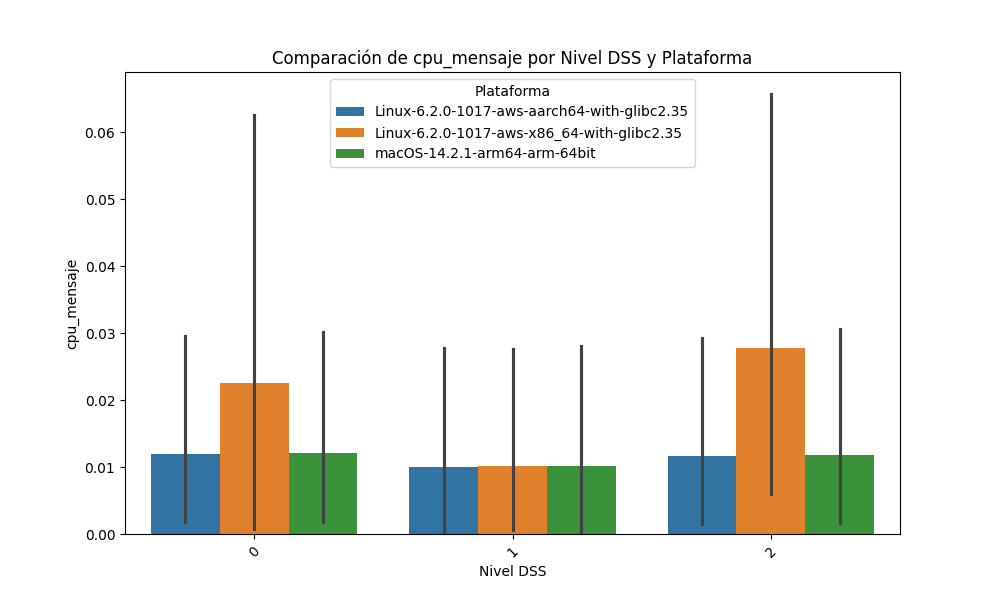 Comparación de cpu_mensaje por Nivel DSS y Plataforma
Plataforma
Linux-6.2.0-1017-aws-aarch64-with-glibc2.35
Linux-6.2.0-1017-aws-x86_64-with-glibc2.35
macOS-14.2.1-arm64-arm-64bit
cpu_mensaje
0.06
0.05
0.04
0.03
0.02
0.01
0.00
0
1
2
Nivel DSS